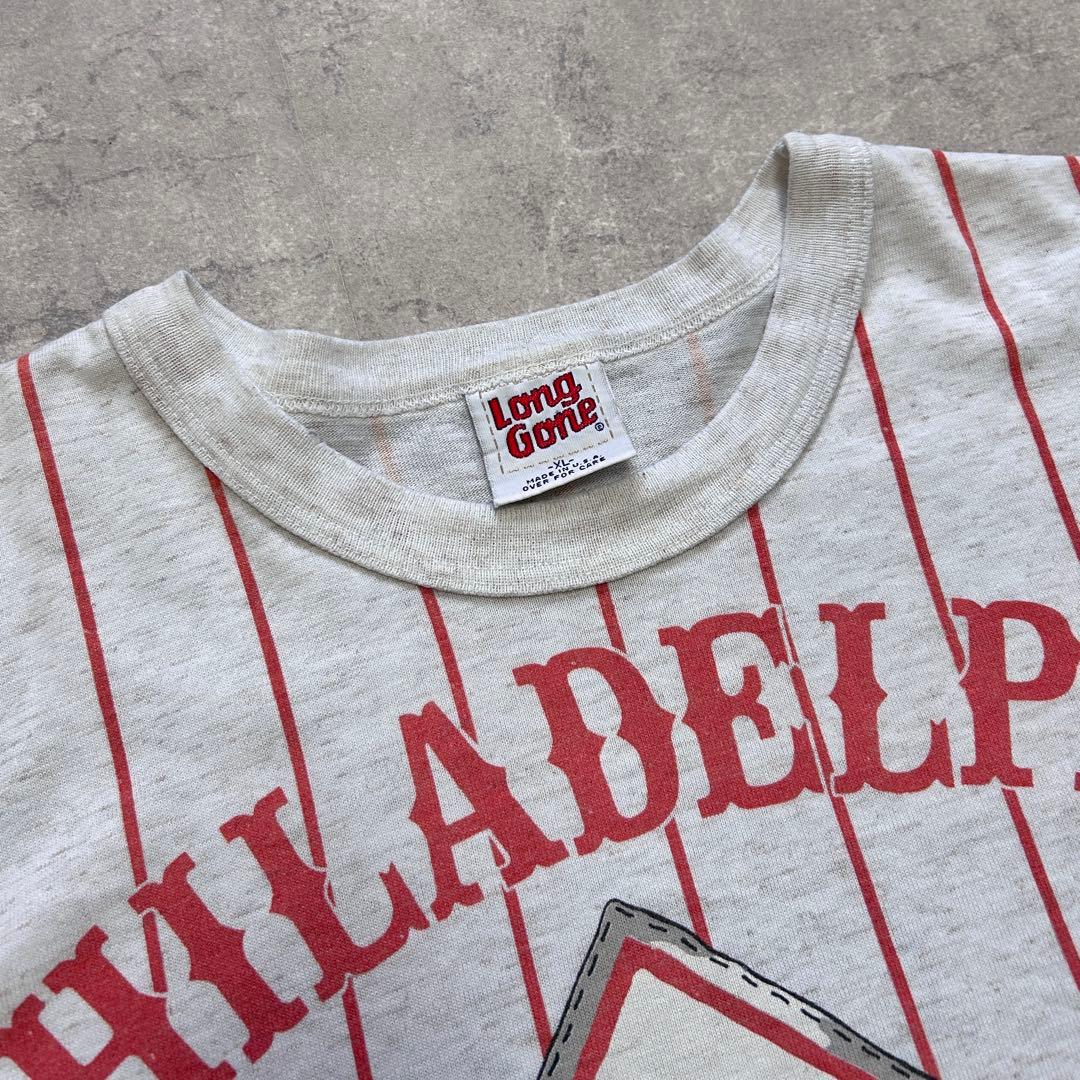 Long
Gone®
-XL-
MADE IN U.S.A.
OVER FOR CARE
HILADELP